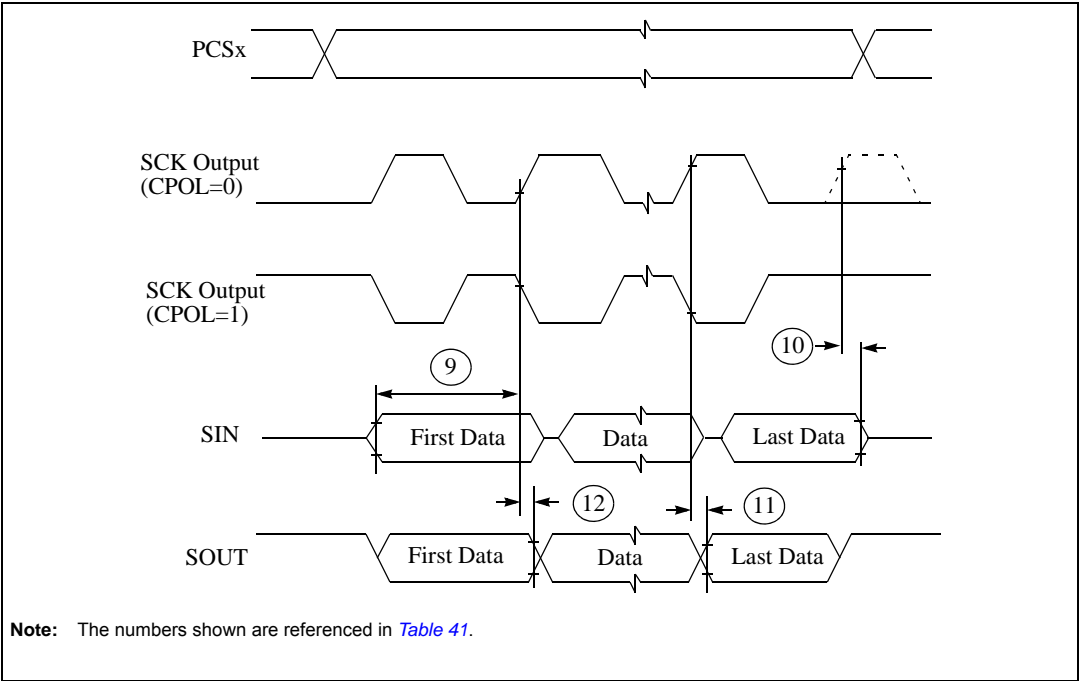 PCSx
SCK Output
(CPOL=0)
SCK Output
(CPOL=1)
10
9
SIN
First Data
Data
Last Data
12
11
SOUT
First Data
Data
Last Data
Note: The numbers shown are referenced in Table 41.